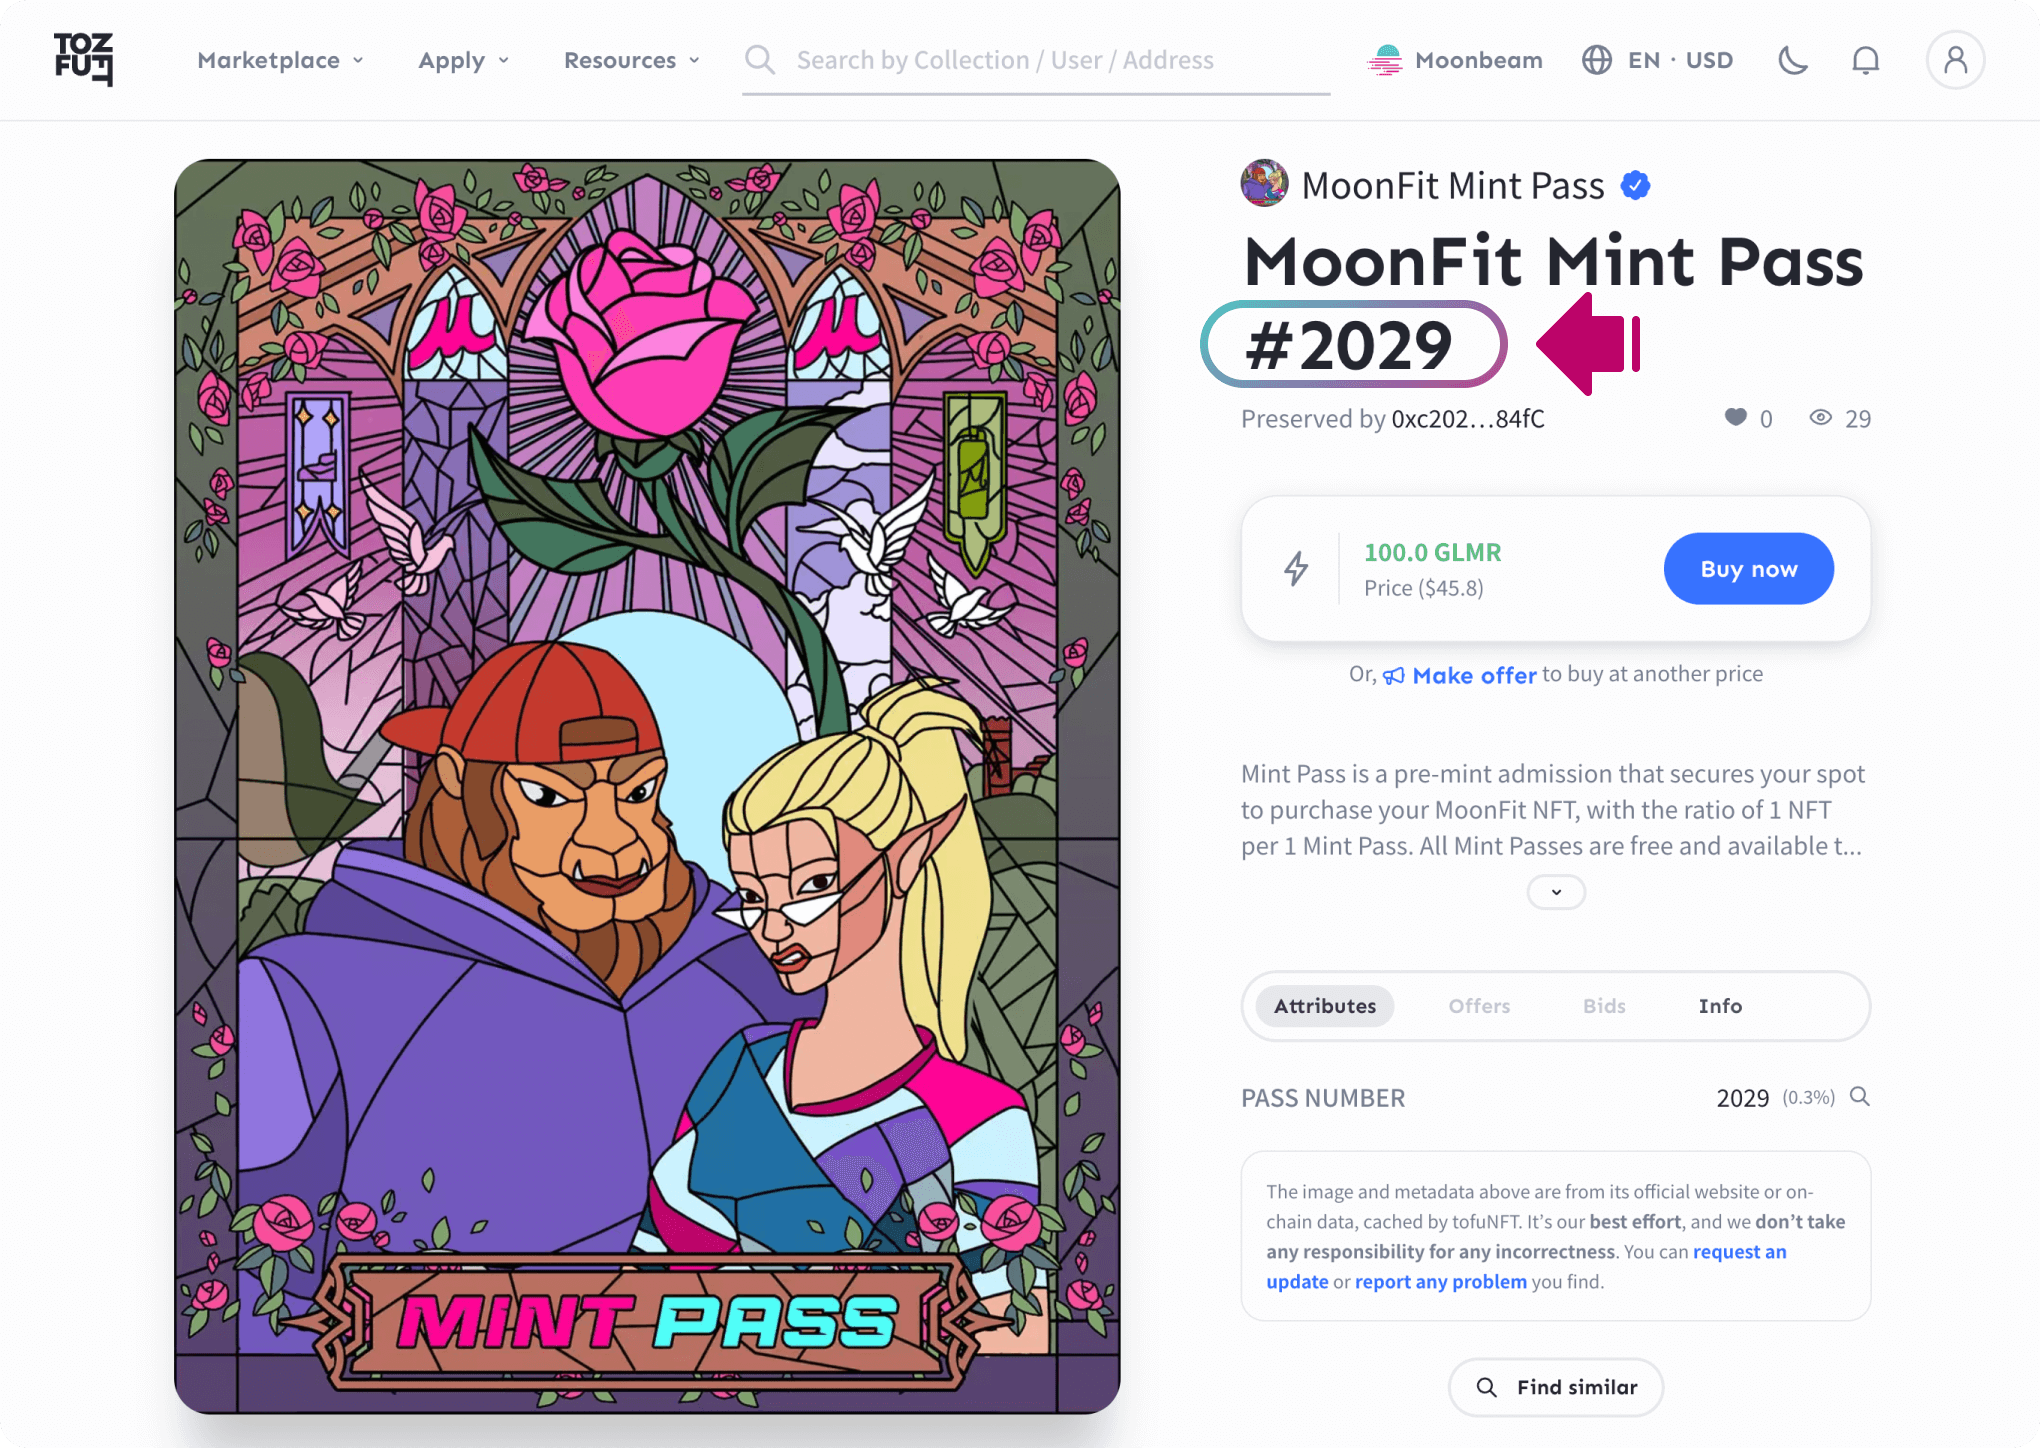 TOZ
FU
Marketplace
Apply
Resources
Search by Collection / User / Address
Moonbeam
EN · USD
MoonFit Mint Pass
MoonFit Mint Pass
#2029
Preserved by 0xc202...84fC
0
29
100.0 GLMR
Price ($45.8)
Buy now
Or, Make offer to buy at another price
Mint Pass is a pre-mint admission that secures your spot
to purchase your MoonFit NFT, with the ratio of 1 NFT
per 1 Mint Pass. All Mint Passes are free and available t...
Attributes
Offers
Bids
Info
PASS NUMBER
2029 (0.3%)
The image and metadata above are from its official website or on-
chain data, cached by tofuNFT. It's our best effort, and we don't take
any responsibility for any incorrectness. You can request an
update or report any problem you find.
Find similar
M
M
M
MINT PASS